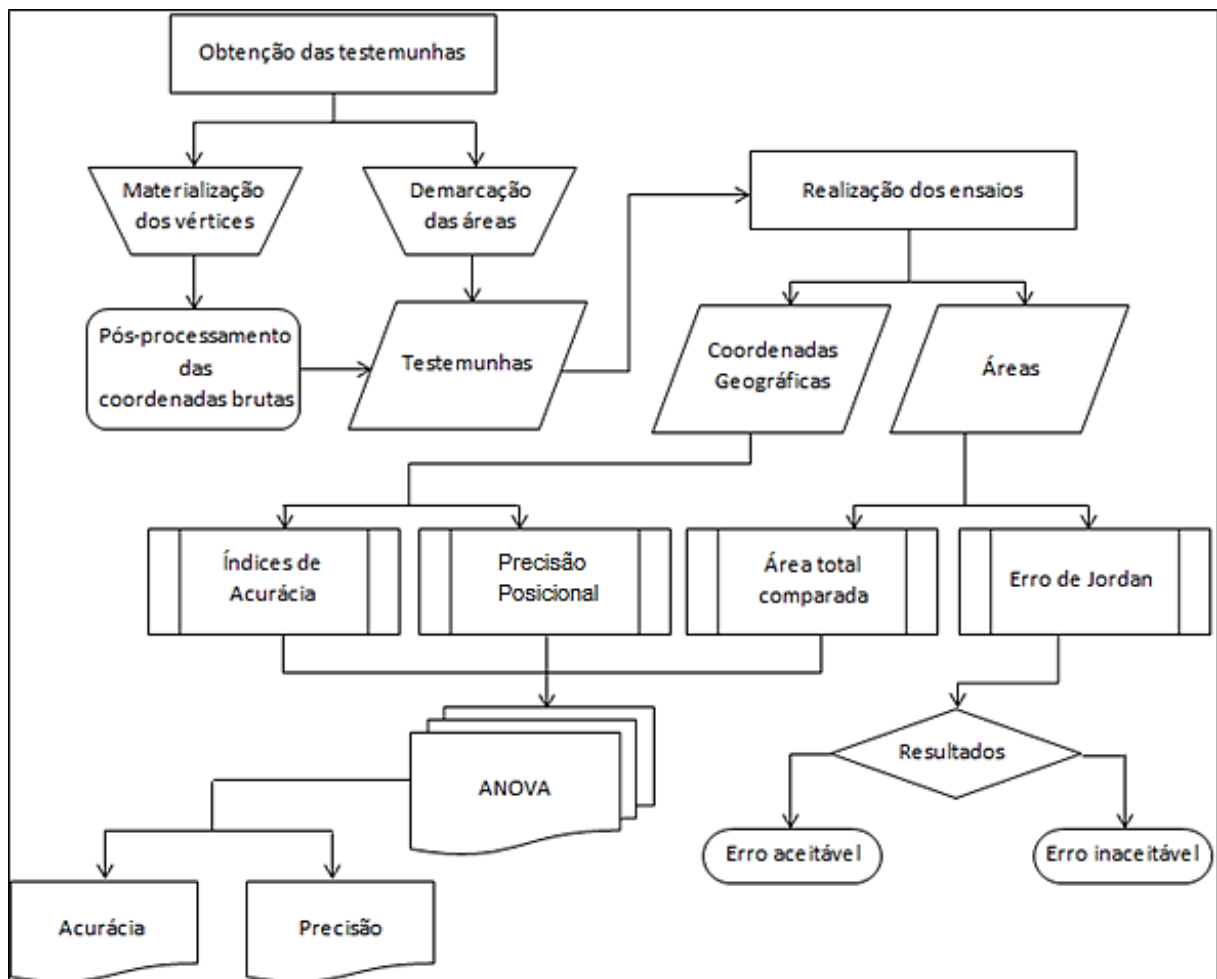 Obtenção das testemunhas
Materialização
dos vértices
Demarcação
das áreas
Realização dos ensaios
Pós-processamento
das
coordenadas brutas
Testemunhas
Coordenadas
Geográficas
Áreas
Índices de
Acurácia
Precisão
Posicional
Área total
comparada
Erro de Jordan
ANOVA
Resultados
Erro aceitável
Erro inaceitável
Acurácia
Precisão